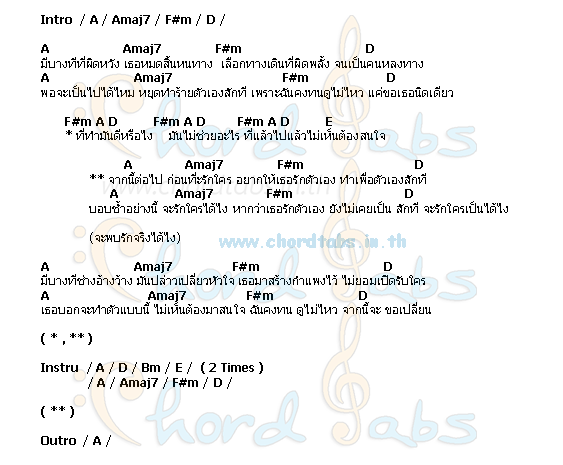 Intro / A / Amaj7 / F#m / D /
A Amaj7 F#m D
มีบางทีที่ผิดหวัง เธอหมดสิ้นหนทาง เลือกทางเดินที่ผิดพลั้ง จนเป็นคนหลงทาง
A Amaj7 F#m D
พอจะเป็นไปได้ไหม หยุดทำร้ายตัวเองสักที เพราะฉันคงทนดูไม่ไหว แค่ขอเธอนิดเดียว
F#m A D F#m A D F#m A D E
* ที่ทำมันดีหรือไง มันไม่ช่วยอะไร ที่แล้วไปแล้วไม่เห็นต้องสนใจ
A Amaj7 F#m D
** จากนี้ต่อไป ก่อนที่จะรักใคร อยากให้เธอรักตัวเอง ทำเพื่อตัวเองสักที
A Amaj7 F#m D
บอบช้ำอย่างนี้ จะรักใครได้ไง หากว่าเธอรักตัวเอง ยังไม่เคยเป็น สักที จะรักใครเป็นได้ไง
(จะพบรักจริงได้ไง)
www.chordtabs.in.th
A Amaj7 F#m D
มีบางทีช่างอ้างว้าง มันปล่าวเปลี่ยวหัวใจ เธอมาสร้างกำแพงไว้ ไม่ยอมเปิดรับใคร
A Amaj7 F#m D
เธอบอกจะทำตัวแบบนี้ ไม่เห็นต้องมาสนใจ ฉันคงทน ดูไม่ไหว จากนี้จะ ขอเปลี่ยน
( * , ** )
Instru / A / D / Bm / E / ( 2 Times )
/ A / Amaj7 / F#m / D /
( ** )
Outro / A /
Chord Tabs
Chord Tabs
Chord Tabs